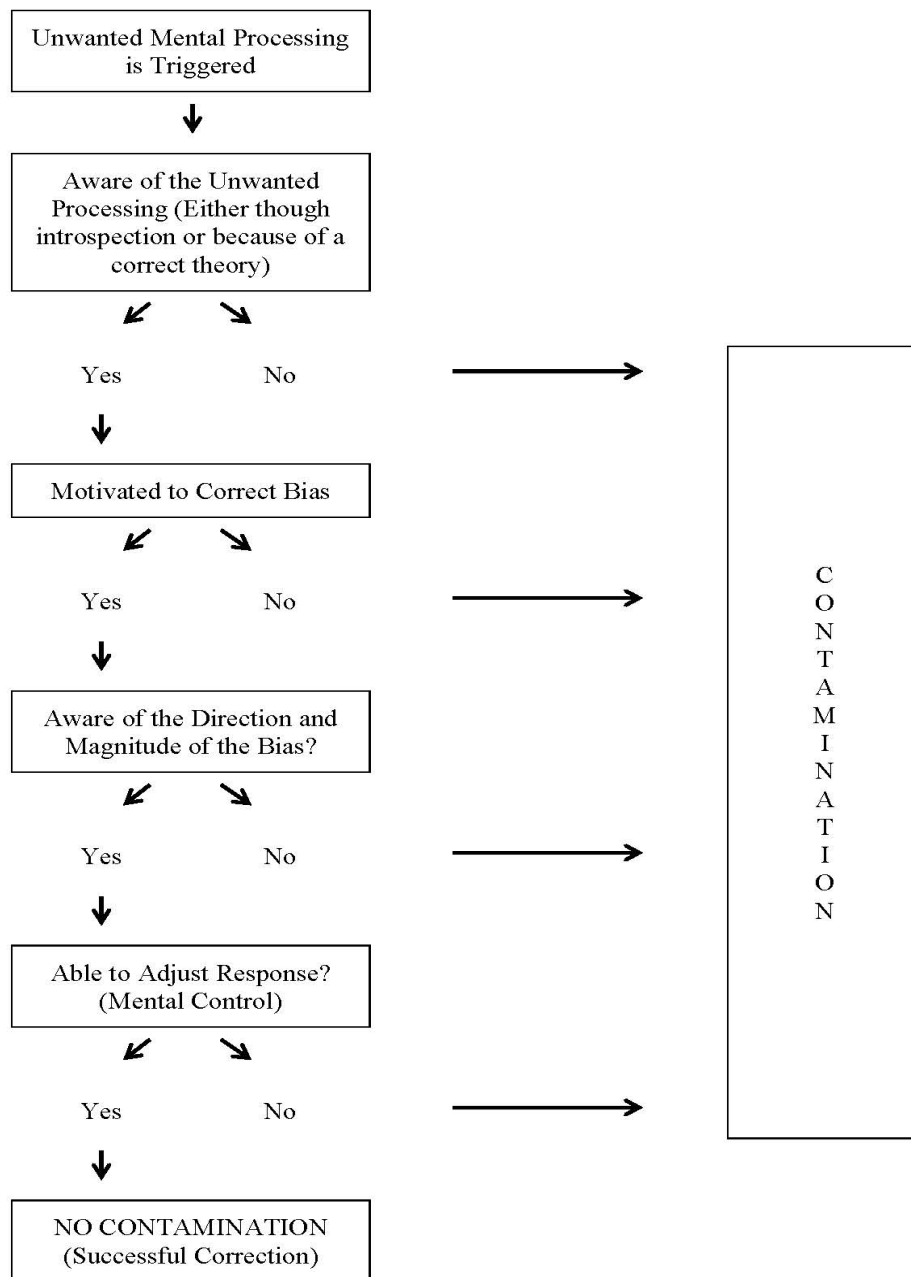 Unwanted Mental Processing
is Triggered
Aware of the Unwanted
Processing (Either though
introspection or because of a
correct theory)
Yes No
Motivated to Correct Bias
Yes No
Aware of the Direction and
Magnitude of the Bias?
Yes No
Able to Adjust Response?
(Mental Control)
Yes No
NO CONTAMINATION
(Successful Correction)
C
O
N
T
A
M
I
N
A
T
I
O
N